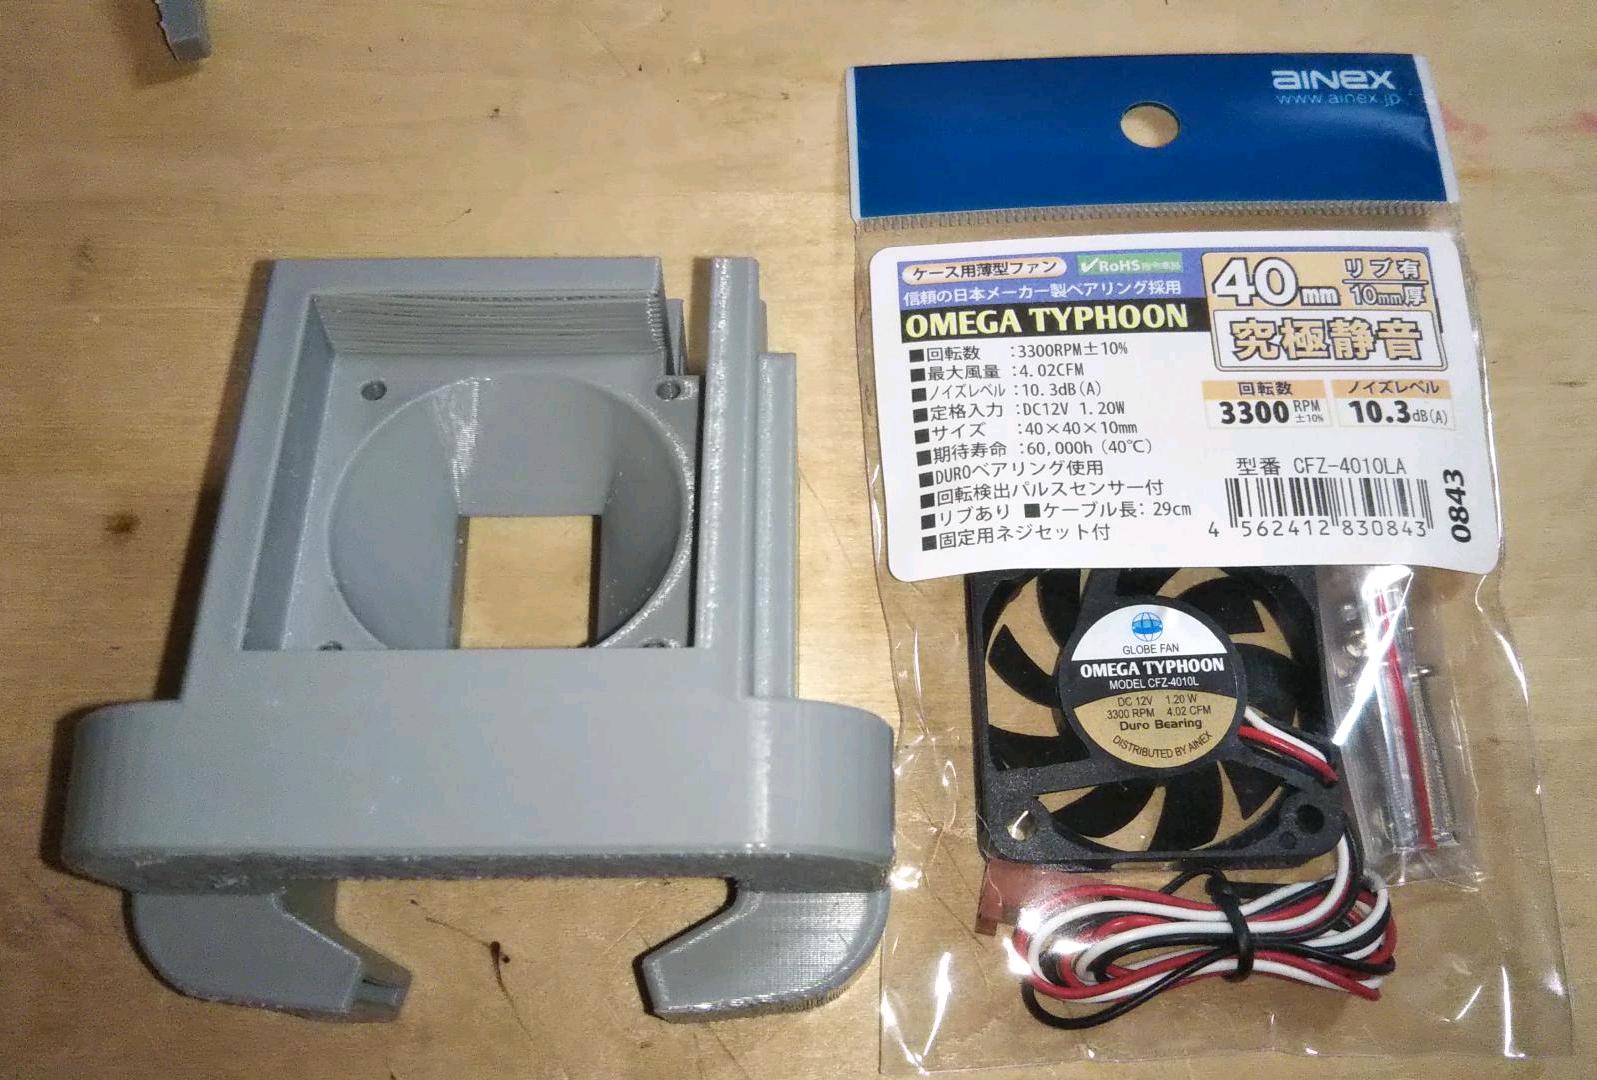 AINEX
www.ainex.jp
ケース用薄型ファン
✓RoHS指令準拠
信頼の日本メーカー製ベアリング採用
OMEGA TYPHOON
40mm
リブ有
10mm厚
究極静音
■回転数 :3300RPM±10%
■最大風量 :4.02CFM
■ノイズレベル :10.3dB(A)
■定格入力 :DC12V 1.20W
■サイズ :40×40×10mm
■期待寿命 :60,000h (40℃)
■DUROベアリング使用
■回転検出パルスセンサー付
■リブあり ■ケーブル長: 29cm
■固定用ネジセット付
回転数
3300 RPM ±10%
ノイズレベル
10.3dB(A)
型番 CFZ-4010LA
4 562412 830843
0843
GLOBE FAN
OMEGA TYPHOON
MODEL CFZ-4010L
DC 12V 1.20 W
3300 RPM 4.02 CFM
Duro Bearing
DISTRIBUTED BY AINEX